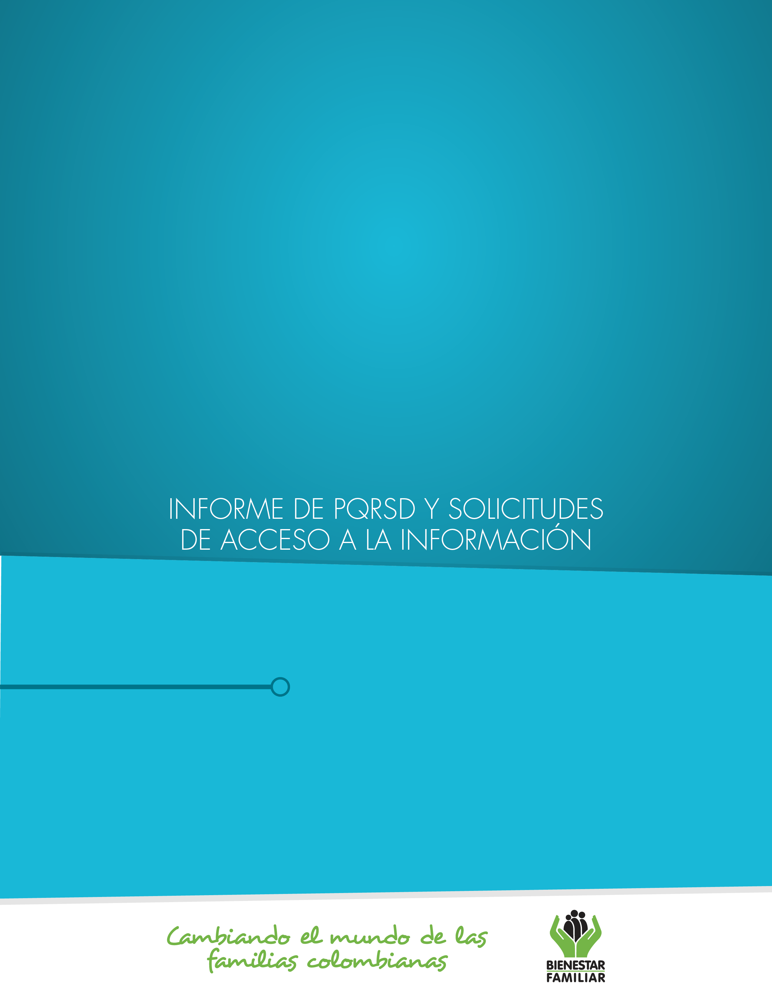 INFORME DE PQRSD Y SOLICITUDES
DE ACCESO A LA INFORMACIÓN
Cambiando el mundo de las
familias colombianas
BIENESTAR
FAMILIAR